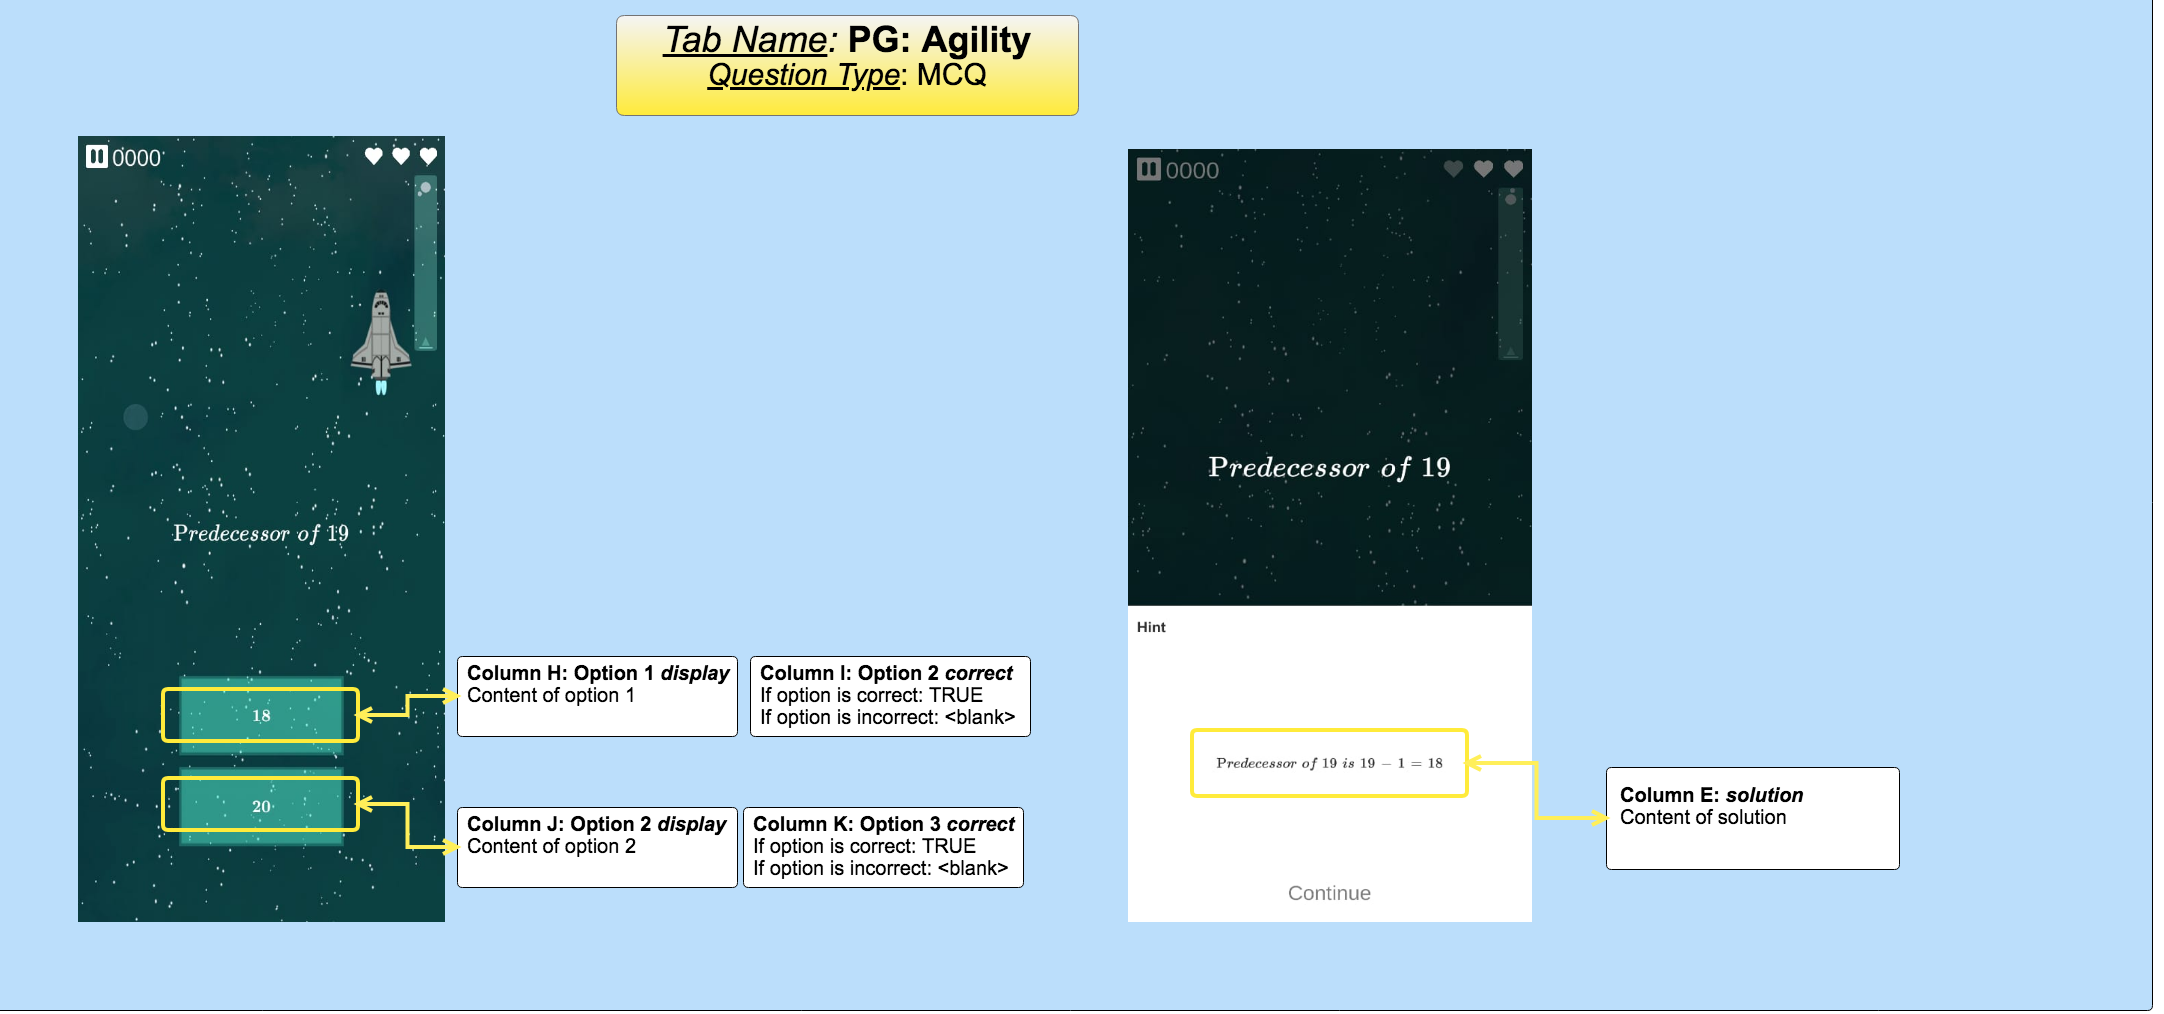 Tab Name: PG: Agility
Question Type: MCQ
0000
Predecessor of 19
18
20
Column H: Option 1 display
Content of option 1
Column I: Option 2 correct
If option is correct: TRUE
If option is incorrect: <blank>
Column J: Option 2 display
Content of option 2
Column K: Option 3 correct
If option is correct: TRUE
If option is incorrect: <blank>
0000
Predecessor of 19
Hint
Predecessor of 19 is 19 − 1 = 18
Continue
Column E: solution
Content of solution